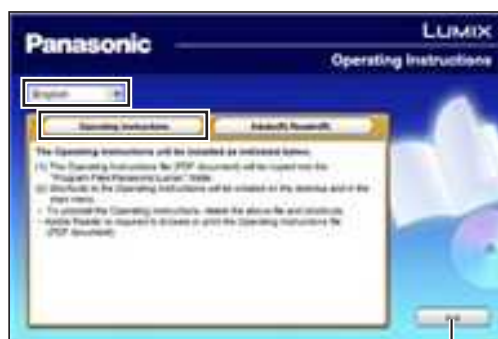 Panasonic
LUMIX
Operating Instructions
English
Operating Instructions
Adobe(R) Reader(R)
The Operating Instructions will be installed as indicated below.
(1) The Operating Instructions file (PDF document) will be copied into the
"Program Files\Panasonic\Lumix\" folder.
(2) Shortcuts to the Operating Instructions will be created on the desktop and in the
start menu.
- To uninstall the Operating Instructions, delete the above file and shortcuts.
- Adobe Reader is required to browse or print the Operating Instructions file
(PDF document).